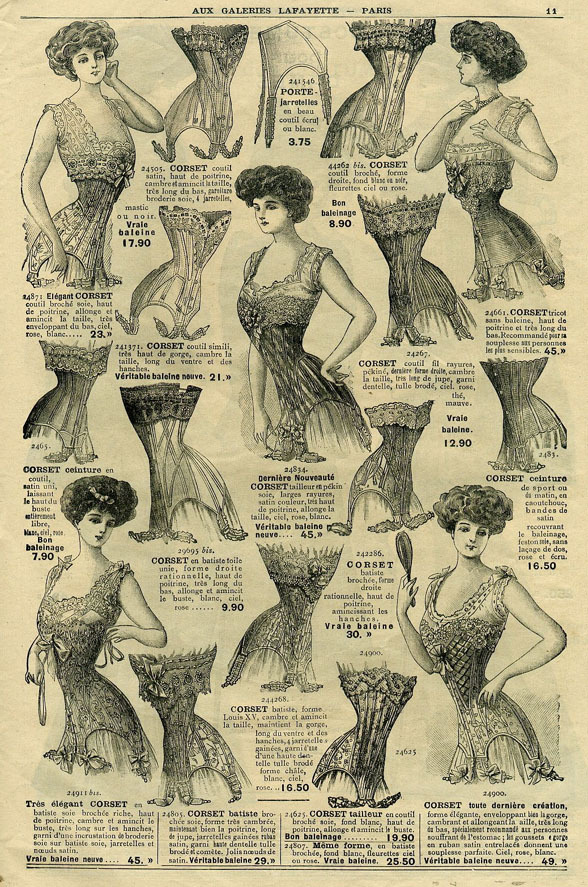 AUX GALERIES LAFAYETTE — PARIS
11
241546.
PORTE-
jarretelles
en beau
coutil écru
ou blanc.
3.75
24505. CORSET coutil
satin, haut de poitrine,
cambre et amincit la taille,
très long du bas, garniture
broderie soie, 4 jarretelles,
mastic
ou noir.
Vraie
baleine
17.90
44262 bis. CORSET
coutil broché, forme
droite, fond blanc ou noir,
fleurettes ciel ou rose.
Bon
baleinage
8.90
24871 Elégant CORSET
coutil broché soie, haut
de poitrine, allonge et
amincit la taille, très
enveloppant du bas, ciel,
rose, blanc..... 23.»
241371. CORSET coutil simili,
très haut de gorge, cambre la
taille, long du ventre et des
hanches.
Véritable baleine neuve. 21.»
24661. CORSET tricot
sans baleine, haut de
poitrine et très long du
bas. Recommandé pour sa
souplesse aux personnes
les plus sensibles. 45.»
24267.
CORSET coutil fil rayures,
pékiné, dernière forme droite, cambre
la taille, très long de jupe, garni
dentelle, tulle brodé, ciel, rose,
thé,
mauve.
Vraie
baleine.
12.90
2465.
CORSET ceinture en
coutil,
satin uni,
laissant
le haut du
buste
entièrement
libre,
blanc, ciel, rose.
Bon
baleinage
7.90
24834.
Dernière Nouveauté
CORSET tailleur en pékin
soie, larges rayures,
satin couleur, très haut
de poitrine, allonge la
taille, ciel, rose, blanc.
Véritable baleine
neuve.... 45.»
2483.
CORSET ceinture
de sport ou
du matin, en
caoutchouc,
bandes de
satin
recouvrant
le baleinage,
feston soie, sans
laçage de dos,
rose et écru.
16.50
29695 bis.
CORSET en batiste toile
unie, forme droite
rationnelle, haut de
poitrine, très long du
bas, allonge et amincit
le buste, blanc, ciel,
rose ...... 9.90
242286.
CORSET
batiste
brochée, forme
droite
rationnelle, haut de
poitrine,
amincissant les
hanches.
Vraie baleine
30. »
244268.
CORSET batiste, forme
Louis XV, cambre et amincit
la taille, maintient la gorge,
long du ventre et des
hanches, 4 jarretelles
gainées, garni d'une
d'une haute den-
telle tulle brodé
forme châle,
blanc, ciel,
rose... 16.50
24900.
24625
24911 bis.
Très élégant CORSET en
batiste soie brochée riche, haut
de poitrine, cambre et amincit le
buste, très long sur les hanches,
garni d'une incrustation de broderie
soie sur batiste soie, jarretelles et
nœuds satin.
Vraie baleine neuve.... 45. »
24805. CORSET batiste bro-
chée soie, forme très cambrée,
maintenant bien la poitrine, long
de jupe, jarretelles gainées ruban
satin, garni haute dentelle tulle
brodé et comète. Jolis nœuds de
satin. Véritable baleine 29.»
24625. CORSET tailleur en coutil
broché soie, fond blanc, haut de
poitrine, allonge et amincit le buste.
Bon baleinage ........ 9.90
24807. Même forme, en batiste
brochée, fond blanc, fleurettes ciel
ou rose. Vraie baleine. 25.50
24900.
CORSET toute dernière création,
forme élégante, enveloppant bien la gorge,
cambrant et allongeant la taille, très long
du bas, spécialement recommandé aux personnes
souffrant de l'estomac; les goussets de gorge
en ruban satin entrelacés donnent une
souplesse parfaite. Ciel, rose, blanc.
Véritable baleine neuve....... 49. »